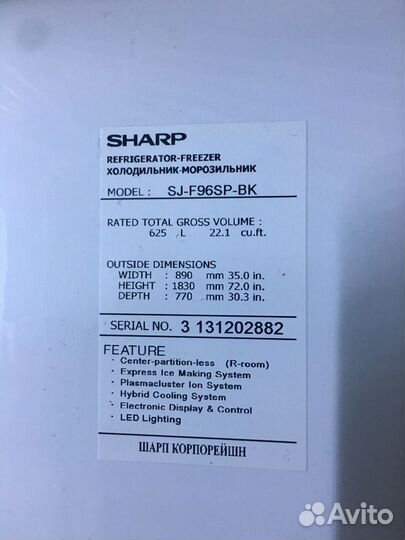 SHARP
REFRIGERATOR-FREEZER
ХОЛОДИЛЬНИК-МОРОЗИЛЬНИК
MODEL : SJ-F96SP-BK
RATED TOTAL GROSS VOLUME :
625 L 22.1 cu.ft.
OUTSIDE DIMENSIONS
WIDTH : 890 mm 35.0 in.
HEIGHT : 1830 mm 72.0 in.
DEPTH : 770 mm 30.3 in.
SERIAL NO. 3 131202882
FEATURE
· Center-partition-less (R-room)
· Express Ice Making System
· Plasmacluster Ion System
· Hybrid Cooling System
· Electronic Display & Control
· LED Lighting
ШАРП КОРПОРЕЙШН
Avito